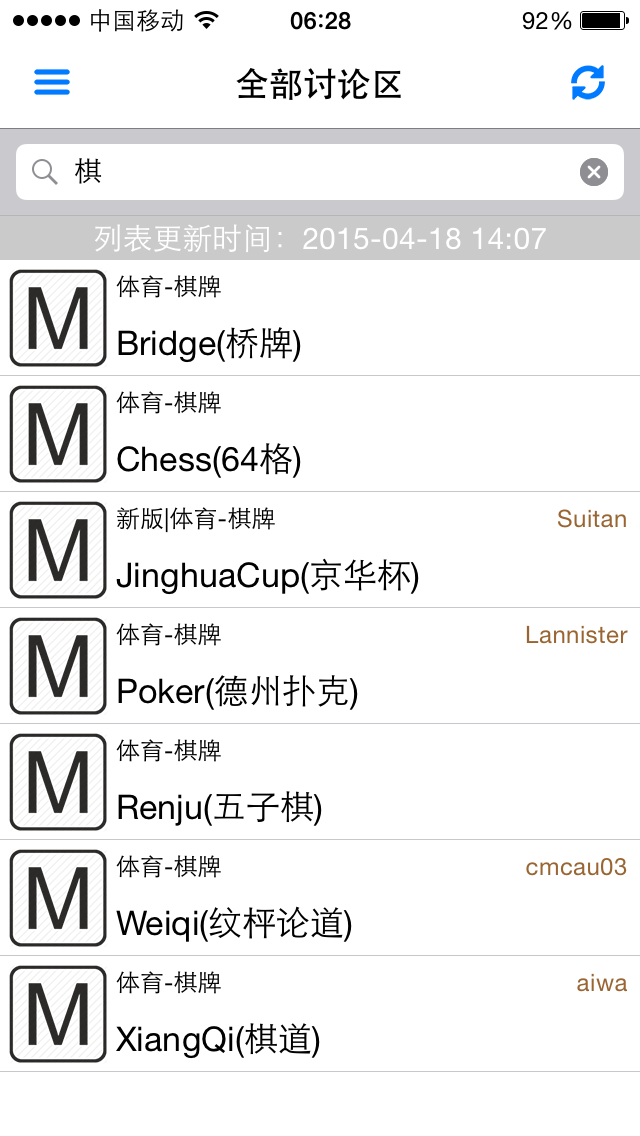 中国移动 06:28 92%
全部讨论区
棋
列表更新时间：2015-04-18 14:07
M 体育-棋牌
Bridge(桥牌)
M 体育-棋牌
Chess(64格)
M 新版|体育-棋牌 Suitan
JinghuaCup(京华杯)
M 体育-棋牌 Lannister
Poker(德州扑克)
M 体育-棋牌
Renju(五子棋)
M 体育-棋牌 cmcau03
Weiqi(纹枰论道)
M 体育-棋牌 aiwa
XiangQi(棋道)